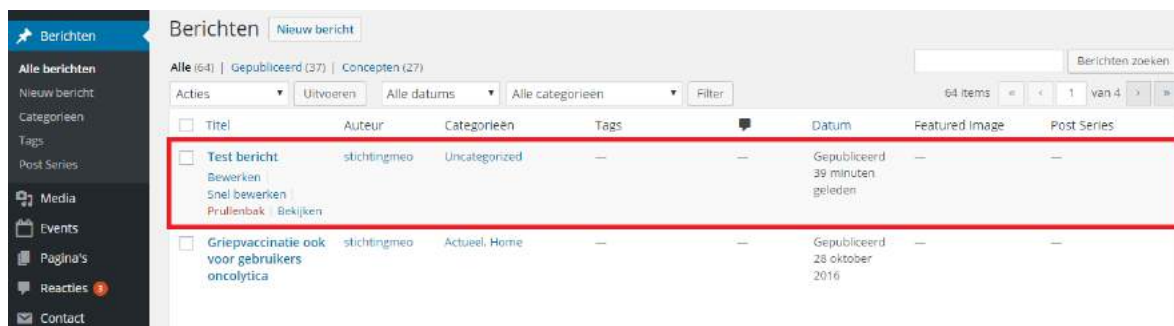 Berichten
Alle berichten
Nieuw bericht
Categorieen
Tags
Post Series
Media
Events
Pagina's
Reacties 3
Contact
Berichten Nieuw bericht
Alle (64) | Gepubliceerd (37) | Concepten (27)
Berichten zoeken
Acties Uitvoeren Alle datums Alle categorieen Filter 64 items « ‹ 1 van 4 › »
Titel Auteur Categorieën Tags Datum Featured Image Post Series
Test bericht stichtingmeo Uncategorized — — Gepubliceerd — —
Bewerken | 39 minuten
Snel bewerken | geleden
Prullenbak | Bekijken
Griepvaccinatie ook stichtingmeo Actueel, Home — — Gepubliceerd — —
voor gebruikers 28 oktober
oncolytica 2016